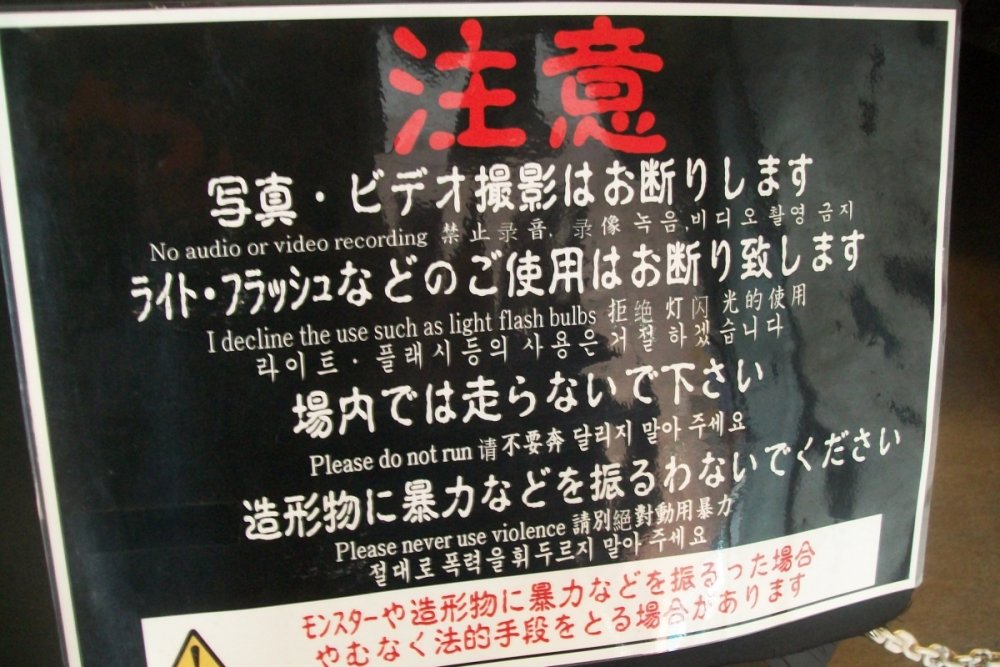 注意
写真・ビデオ撮影はお断りします
No audio or video recording 禁止录音, 录像 녹음,비디오촬영 금지
ライト・フラッシュなどのご使用はお断り致します
I decline the use such as light flash bulbs 拒绝 灯闪光的使用
라이트・플래시등의 사용은거절하겠습니다
場内では走らないで下さい
Please do not run 请不要奔 달리지 말아 주세요
造形物に暴力などを振るわないでください
Please never use violence 請別絕對動用暴力
절대로폭력을휘두르지 말아 주세요
モンスターや造形物に暴力などを振るった場合
やむなく法的手段をとる場合があります